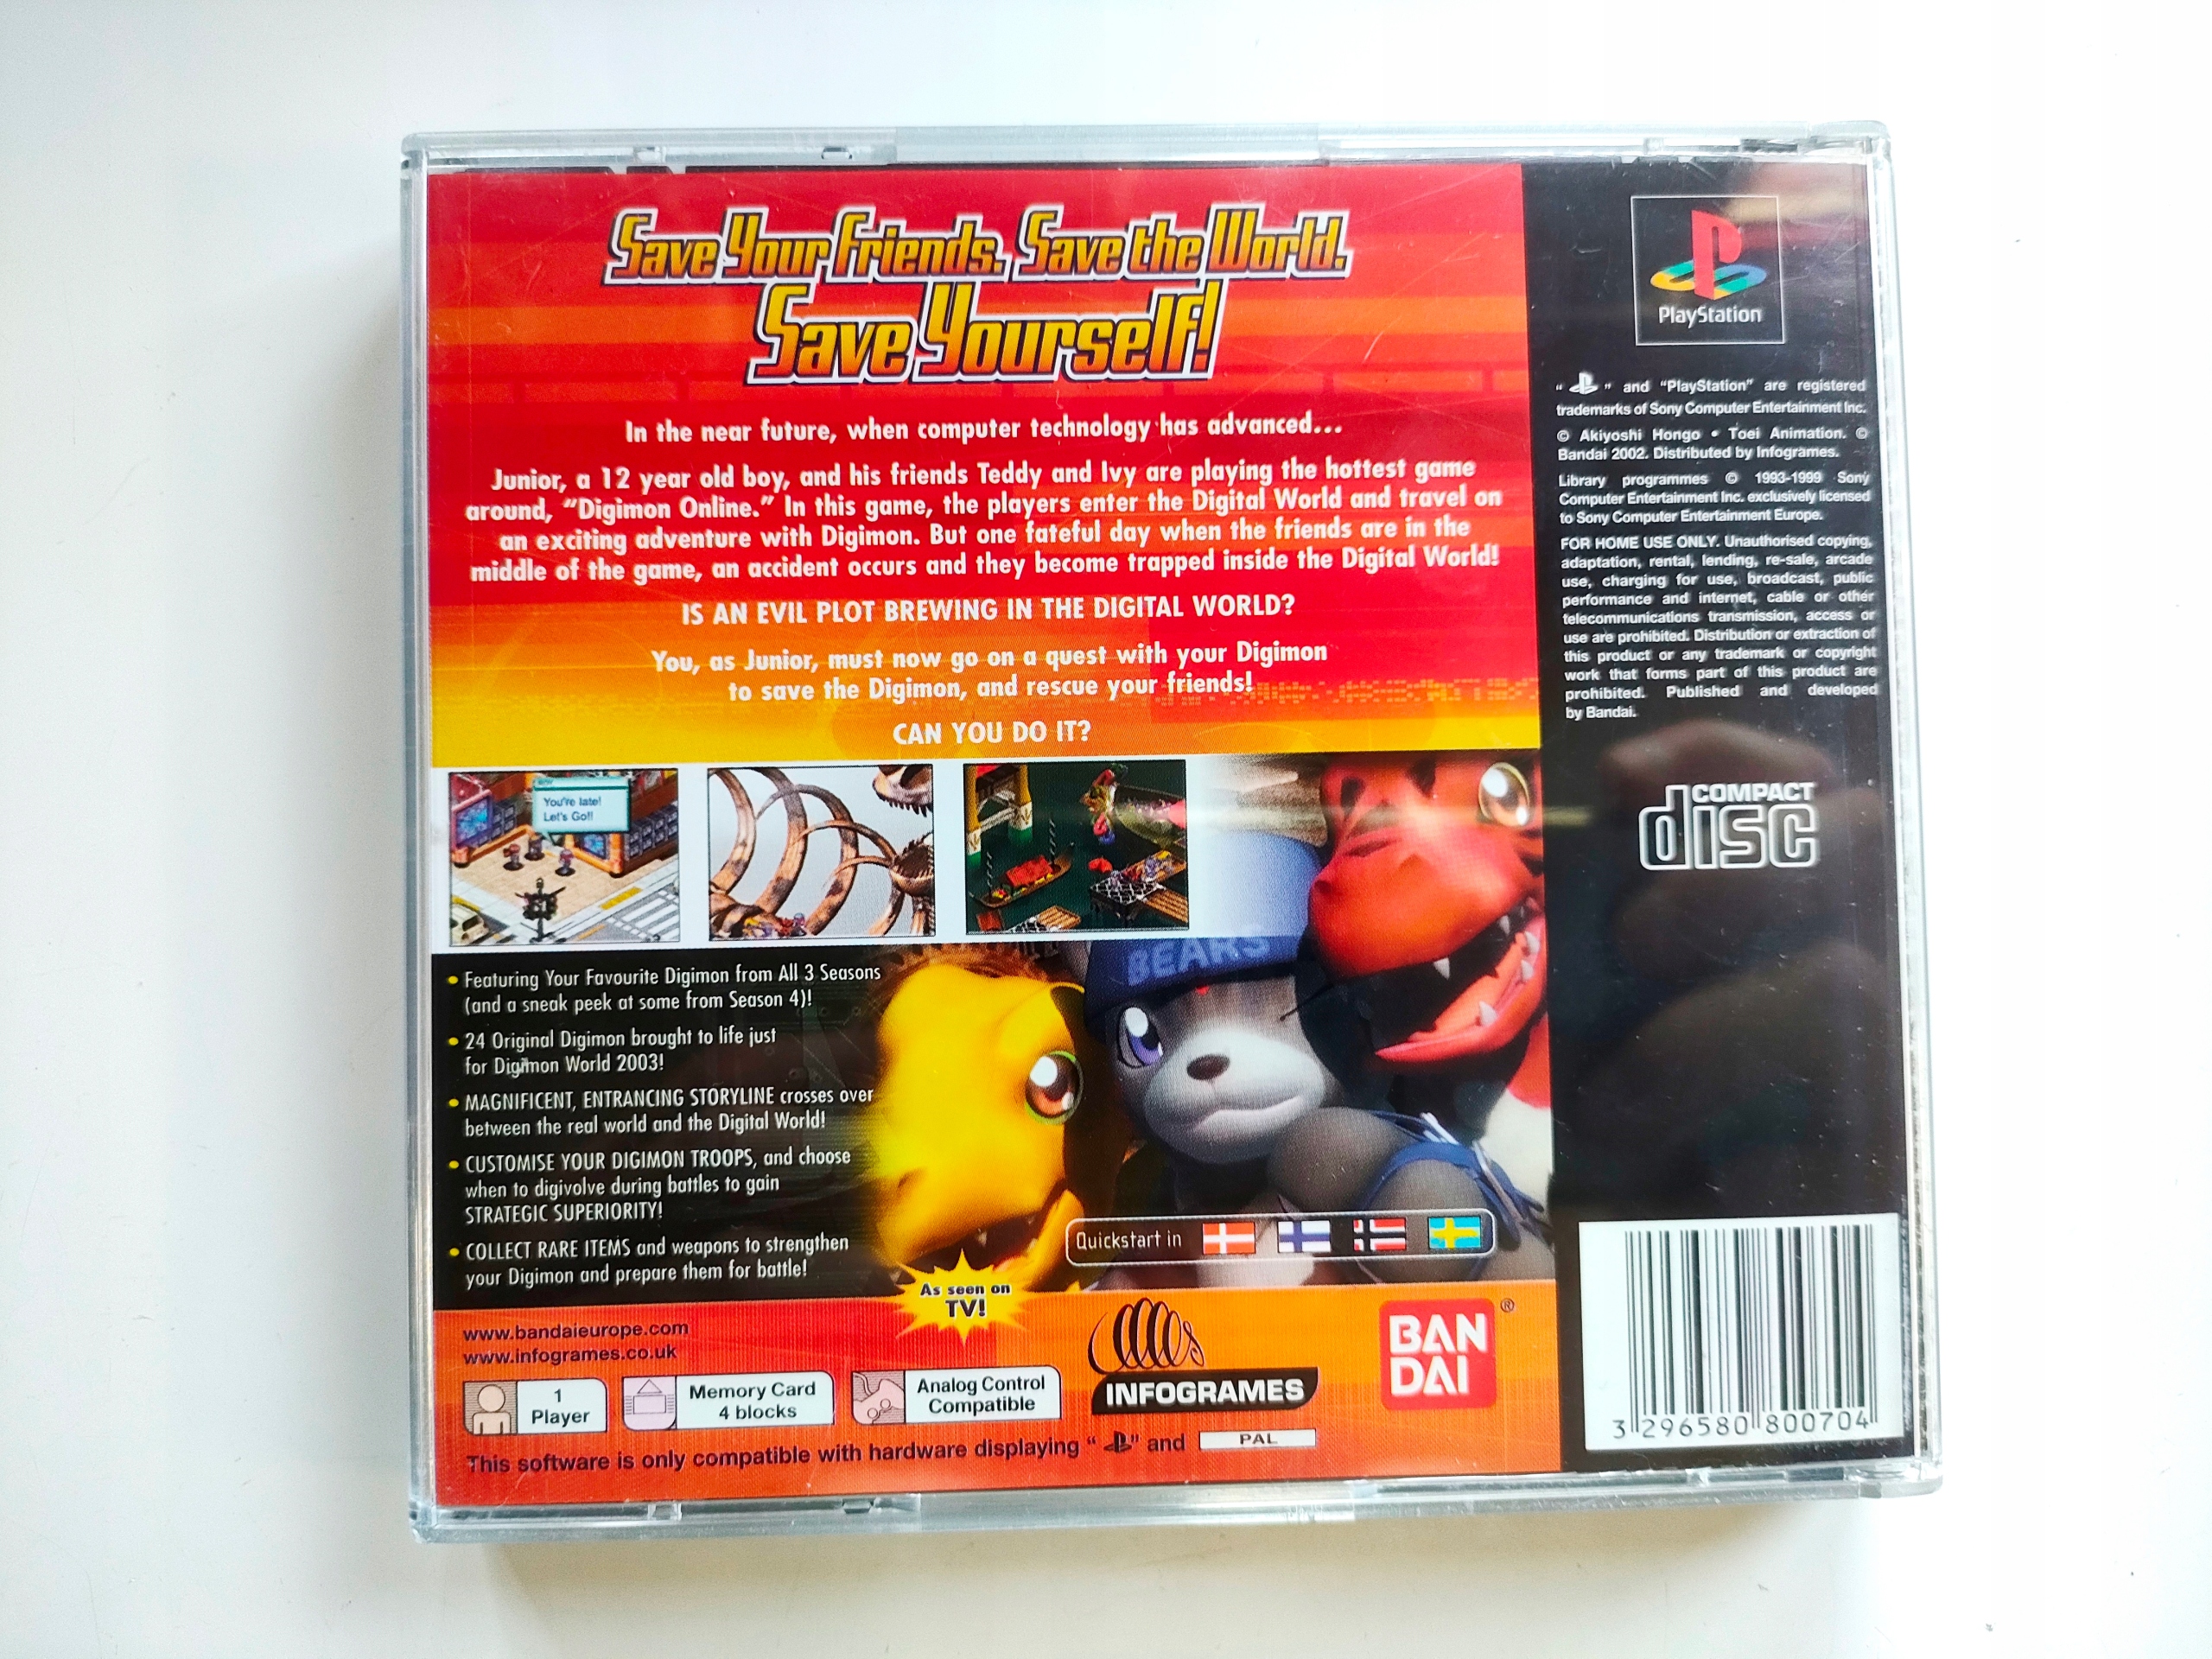 Save Your Friends. Save the World.
Save Yourself!
In the near future, when computer technology has advanced...
Junior, a 12 year old boy, and his friends Teddy and Ivy are playing the hottest game
around, “Digimon Online.” In this game, the players enter the Digital World and travel on
an exciting adventure with Digimon. But one fateful day when the friends are in the
middle of the game, an accident occurs and they become trapped inside the Digital World!
IS AN EVIL PLOT BREWING IN THE DIGITAL WORLD?
You, as Junior, must now go on a quest with your Digimon
to save the Digimon, and rescue your friends!
CAN YOU DO IT?
You're late!
Let's Go!!
BEARS
• Featuring Your Favourite Digimon from All 3 Seasons
(and a sneak peek at some from Season 4)!
• 24 Original Digimon brought to life just
for Digimon World 2003!
• MAGNIFICENT, ENTRANCING STORYLINE crosses over
between the real world and the Digital World!
• CUSTOMISE YOUR DIGIMON TROOPS, and choose
when to digivolve during battles to gain
STRATEGIC SUPERIORITY!
• COLLECT RARE ITEMS and weapons to strengthen
your Digimon and prepare them for battle!
Quickstart in
As seen on
TV!
www.bandaieurope.com
www.infogrames.co.uk
1
Player
Memory Card
4 blocks
Analog Control
Compatible
INFOGRAMES
BAN
DAI
®
This software is only compatible with hardware displaying “ ” and PAL
PlayStation
“ ” and “PlayStation” are registered
trademarks of Sony Computer Entertainment Inc.
© Akiyoshi Hongo • Toei Animation. ©
Bandai 2002. Distributed by Infogrames.
Library programmes © 1993-1999 Sony
Computer Entertainment Inc. exclusively licensed
to Sony Computer Entertainment Europe.
FOR HOME USE ONLY. Unauthorised copying,
adaptation, rental, lending, re-sale, arcade
use, charging for use, broadcast, public
performance and internet, cable or other
telecommunications transmission, access or
use are prohibited. Distribution or extraction of
this product or any trademark or copyright
work that forms part of this product are
prohibited. Published and developed
by Bandai.
COMPACT
disc
3 296580 800704